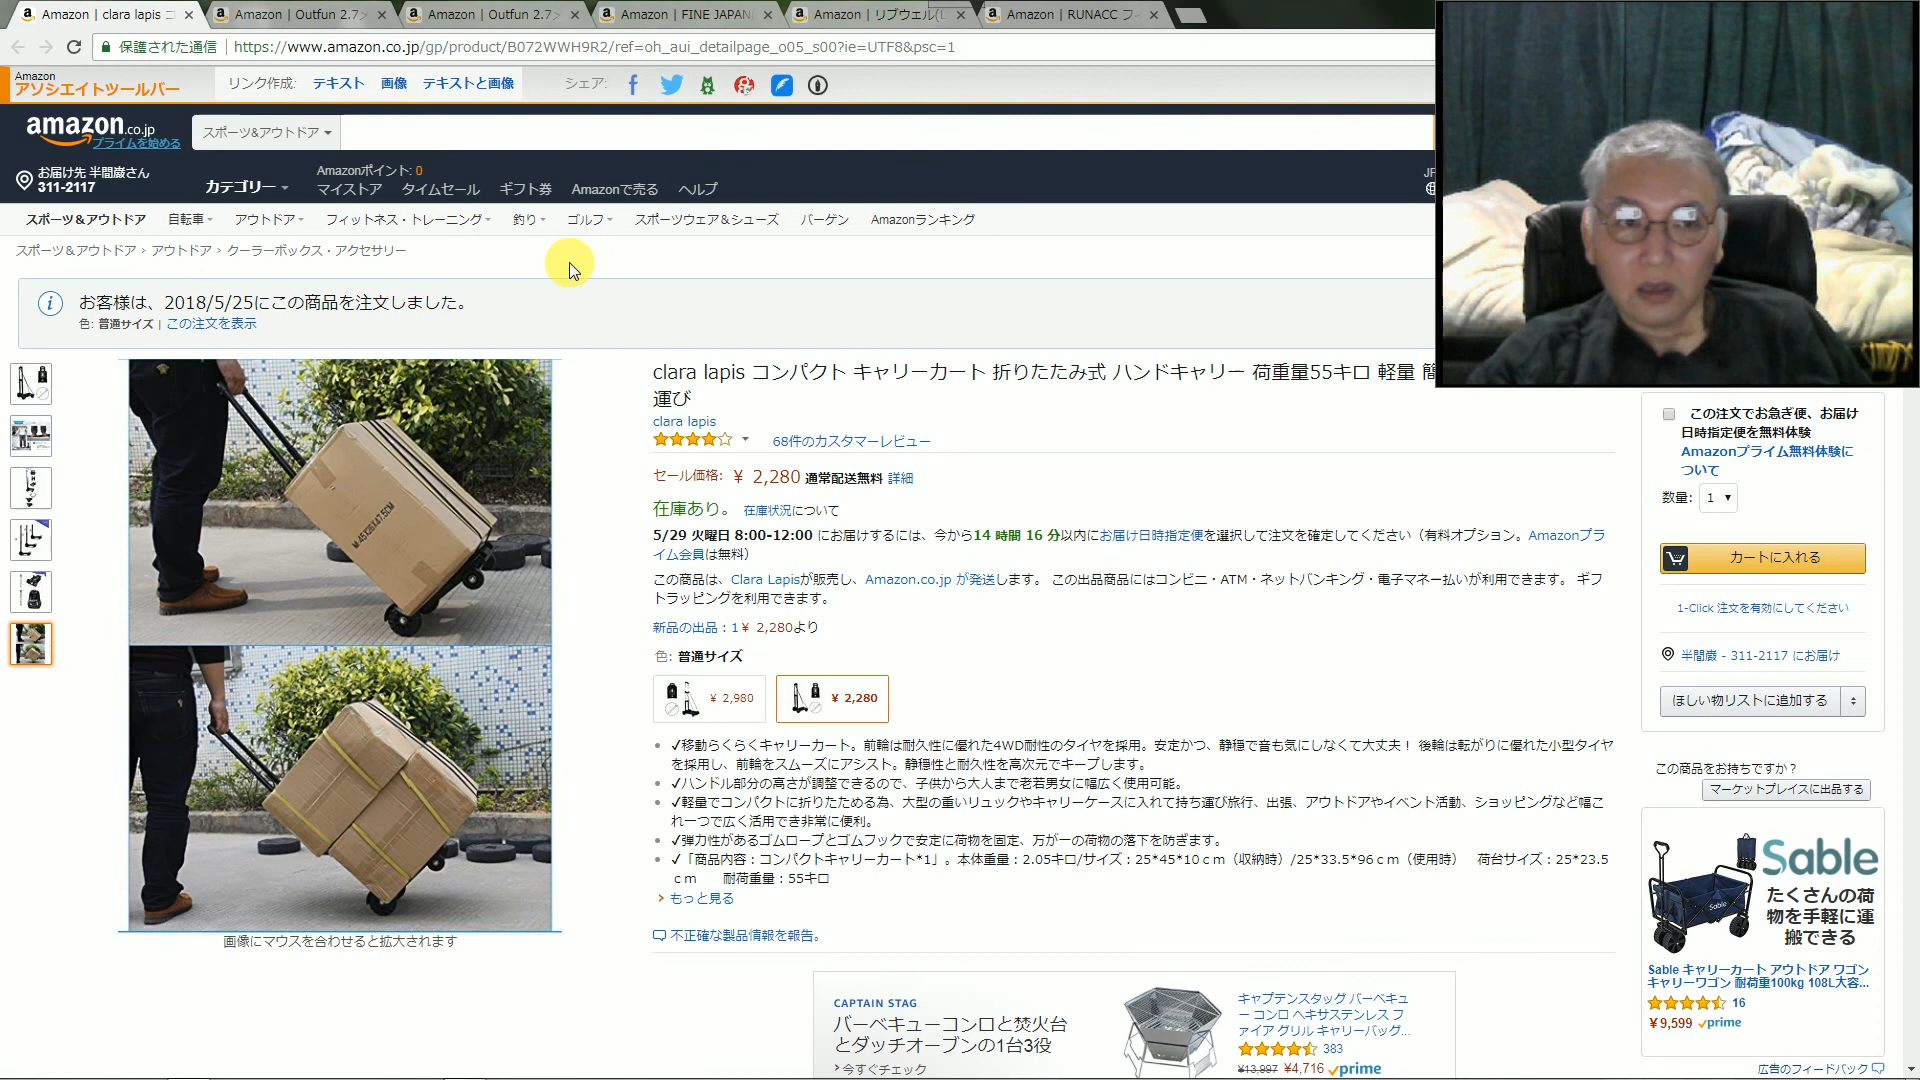 Amazon | clara lapis コ
Amazon | Outfun 2.7
Amazon | Outfun 2.7
Amazon | FINE JAPAN
Amazon | リブウェル(L
Amazon | RUNACC フ
保護された通信 | https://www.amazon.co.jp/gp/product/B072WWH9R2/ref=oh_aui_detailpage_o05_s00?ie=UTF8&psc=1
Amazon
アソシエイトツールバー
リンク作成: テキスト 画像 テキストと画像 シェア:
amazon.co.jp
プライムを始める
スポーツ&アウトドア
お届け先 半間巌さん
311-2117
カテゴリー
Amazonポイント: 0
マイストア タイムセール ギフト券 Amazonで売る ヘルプ
スポーツ&アウトドア 自転車 アウトドア フィットネス・トレーニング 釣り ゴルフ スポーツウェア&シューズ バーゲン Amazonランキング
スポーツ&アウトドア › アウトドア › クーラーボックス・アクセサリー
お客様は、2018/5/25にこの商品を注文しました。
色: 普通サイズ | この注文を表示
M:45X26X47.5CM
画像にマウスを合わせると拡大されます
clara lapis コンパクト キャリーカート 折りたたみ式 ハンドキャリー 荷重量55キロ 軽量 簡
運び
clara lapis
68件のカスタマーレビュー
セール価格: ¥ 2,280 通常配送無料 詳細
在庫あり。 在庫状況について
5/29 火曜日 8:00-12:00 にお届けするには、今から14 時間 16 分以内にお届け日時指定便を選択して注文を確定してください（有料オプション。Amazonプラ
イム会員は無料）
この商品は、Clara Lapisが販売し、Amazon.co.jp が発送します。 この出品商品にはコンビニ・ATM・ネットバンキング・電子マネー払いが利用できます。 ギフ
トラッピングを利用できます。
新品の出品：1¥ 2,280より
色: 普通サイズ
¥ 2,980
¥ 2,280
✓移動らくらくキャリーカート。前輪は耐久性に優れた4WD耐性のタイヤを採用。安定かつ、静穏で音も気にしなくて大丈夫！ 後輪は転がりに優れた小型タイヤ
を採用し、前輪をスムーズにアシスト。静穏性と耐久性を高次元でキープします。
✓ハンドル部分の高さが調整できるので、子供から大人まで老若男女に幅広く使用可能。
✓軽量でコンパクトに折りたためる為、大型の重いリュックやキャリーケースに入れて持ち運び旅行、出張、アウトドアやイベント活動、ショッピングなど幅こ
れ一つで広く活用でき非常に便利。
✓弾力性があるゴムロープとゴムフックで安定に荷物を固定、万が一の荷物の落下を防ぎます。
✓「商品内容：コンパクトキャリーカート*1」。本体重量：2.05キロ/サイズ：25*45*10ｃｍ（収納時）/25*33.5*96ｃｍ（使用時） 荷台サイズ：25*23.5
ｃｍ 耐荷重量：55キロ
› もっと見る
不正確な製品情報を報告。
CAPTAIN STAG
バーベキューコンロと焚火台
とダッチオーブンの1台3役
› 今すぐチェック
キャプテンスタッグ バーベキュ
ー コンロ ヘキサステンレス フ
ァイア グリル キャリーバッグ...
383
¥13,997 ¥4,716 prime
この注文でお急ぎ便、お届け
日時指定便を無料体験
Amazonプライム無料体験に
ついて
数量: 1
カートに入れる
1-Click 注文を有効にしてください
半間巌 - 311-2117 にお届け
ほしい物リストに追加する
この商品をお持ちですか？
マーケットプレイスに出品する
Sable
たくさんの荷
物を手軽に運
搬できる
Sable
Sable キャリーカート アウトドア ワゴン
キャリーワゴン 耐荷重100kg 108L大容...
16
¥9,599 prime
広告のフィードバック